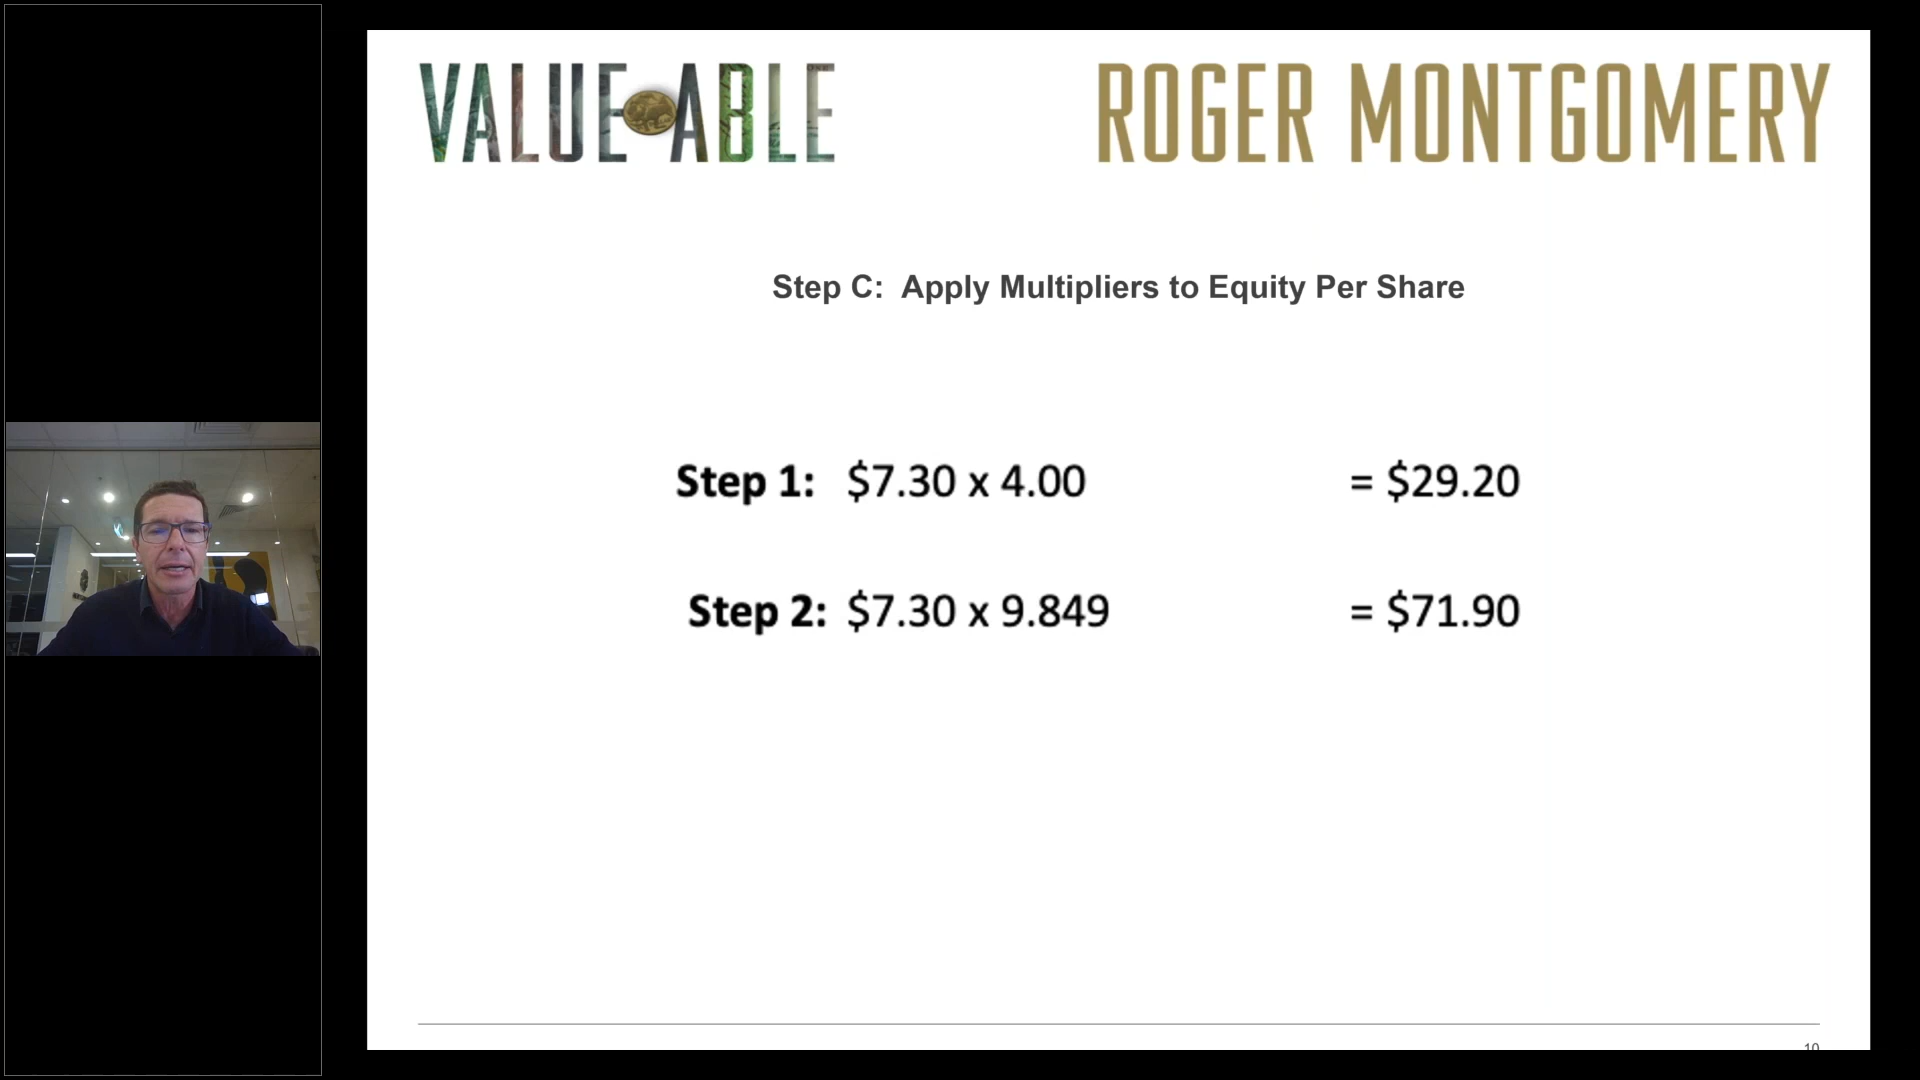 VALUE ABLE
ROGER MONTGOMERY
Step C: Apply Multipliers to Equity Per Share
Step 1: $7.30 x 4.00 = $29.20
Step 2: $7.30 x 9.849 = $71.90
10